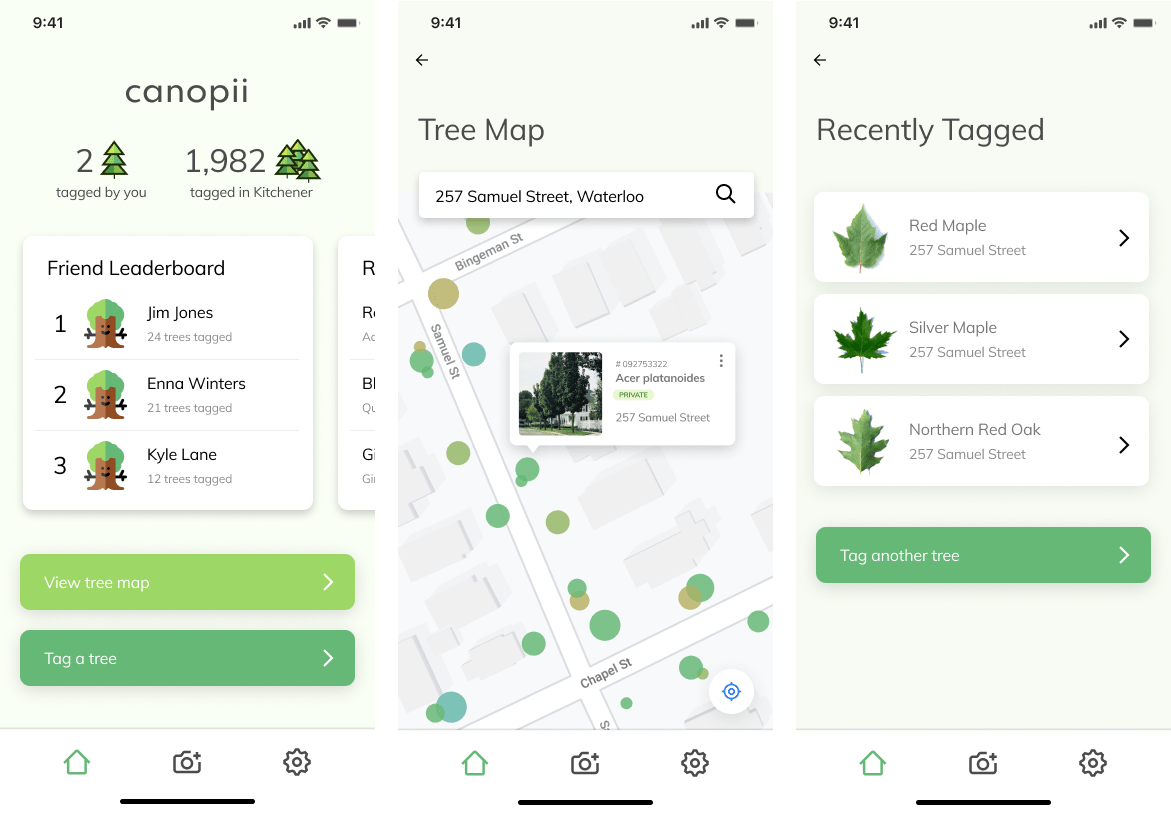 9:41
canopii
2
tagged by you
1,982
tagged in Kitchener
Friend Leaderboard
1
Jim Jones
24 trees tagged
2
Enna Winters
21 trees tagged
3
Kyle Lane
12 trees tagged
R
Re
Ac
Bl
Qu
Gi
Gin
View tree map
Tag a tree
9:41
Tree Map
257 Samuel Street, Waterloo
Bingeman St
Samuel St
# 092753322
Acer platanoides
PRIVATE
257 Samuel Street
Chapel St
9:41
Recently Tagged
Red Maple
257 Samuel Street
Silver Maple
257 Samuel Street
Northern Red Oak
257 Samuel Street
Tag another tree